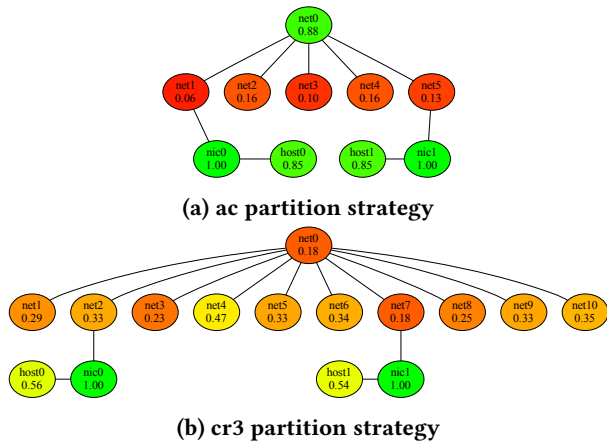 net0
0.88
net1
0.06
net2
0.16
net3
0.10
net4
0.16
net5
0.13
nic0
1.00
host0
0.85
host1
0.85
nic1
1.00
(a) ac partition strategy
net0
0.18
net1
0.29
net2
0.33
net3
0.23
net4
0.47
net5
0.33
net6
0.34
net7
0.18
net8
0.25
net9
0.33
net10
0.35
host0
0.56
nic0
1.00
host1
0.54
nic1
1.00
(b) cr3 partition strategy